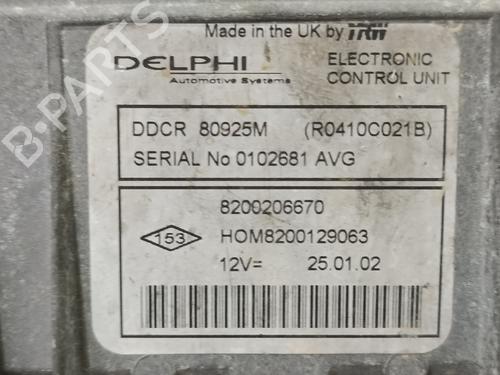 Made in the UK by TRW
DELPHI
Automotive Systems
ELECTRONIC
CONTROL UNIT
DDCR 80925M (R0410C021B)
SERIAL No 0102681 AVG
8200206670
153 HOM8200129063
12V= 25.01.02
B-PARTS